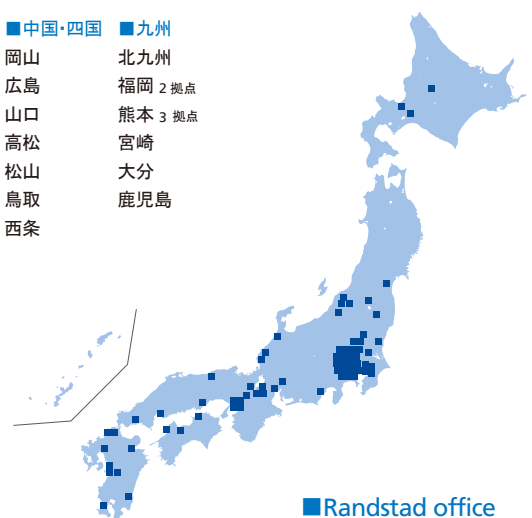 ■中国・四国
岡山
広島
山口
高松
松山
鳥取
西条
■九州
北九州
福岡 2 拠点
熊本 3 拠点
宮崎
大分
鹿児島
■Randstad office